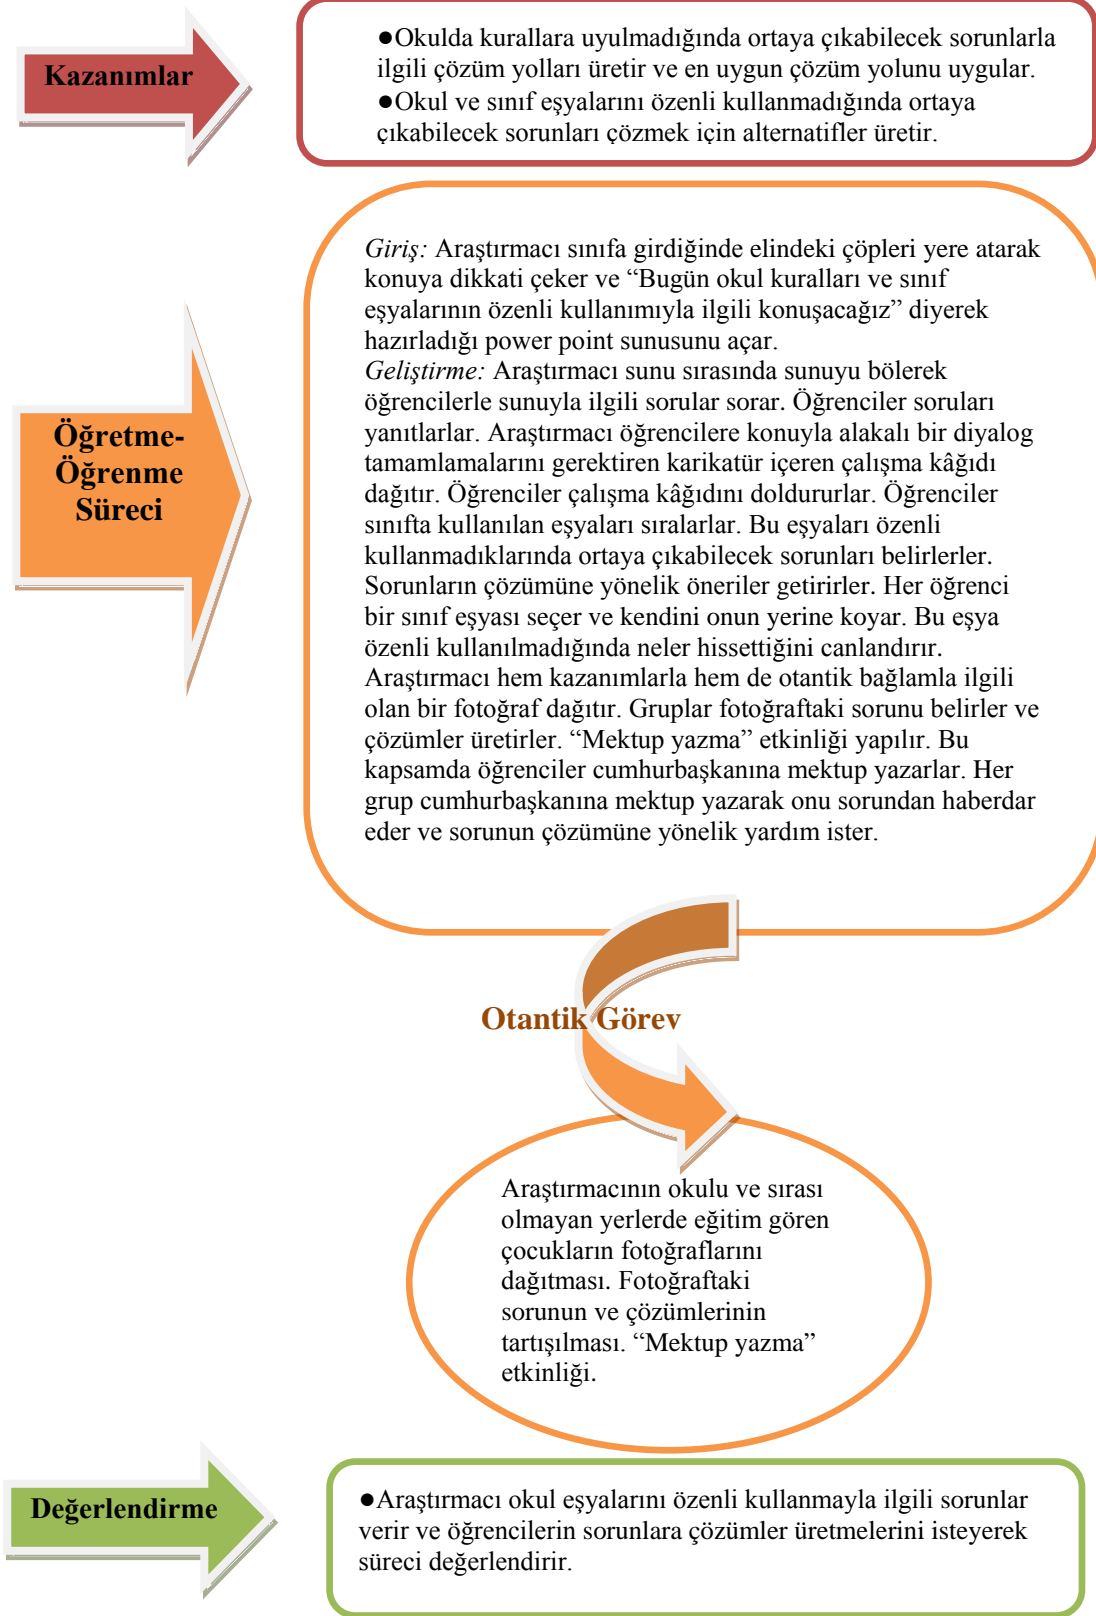 Kazanımlar
●Okulda kurallara uyulmadığında ortaya çıkabilecek sorunlarla
ilgili çözüm yolları üretir ve en uygun çözüm yolunu uygular.
●Okul ve sınıf eşyalarını özenli kullanmadığında ortaya
çıkabilecek sorunları çözmek için alternatifler üretir.
Öğretme-
Öğrenme
Süreci
Giriş: Araştırmacı sınıfa girdiğinde elindeki çöpleri yere atarak
konuya dikkati çeker ve “Bugün okul kuralları ve sınıf
eşyalarının özenli kullanımıyla ilgili konuşacağız” diyerek
hazırladığı power point sunusunu açar.
Geliştirme: Araştırmacı sunu sırasında sunuyu bölerek
öğrencilerle sunuyla ilgili sorular sorar. Öğrenciler soruları
yanıtlarlar. Araştırmacı öğrencilere konuyla alakalı bir diyalog
tamamlamalarını gerektiren karikatür içeren çalışma kâğıdı
dağıtır. Öğrenciler çalışma kâğıdını doldururlar. Öğrenciler
sınıfta kullanılan eşyaları sıralarlar. Bu eşyaları özenli
kullanmadıklarında ortaya çıkabilecek sorunları belirlerler.
Sorunların çözümüne yönelik öneriler getirirler. Her öğrenci
bir sınıf eşyası seçer ve kendini onun yerine koyar. Bu eşya
özenli kullanılmadığında neler hissettiğini canlandırır.
Araştırmacı hem kazanımlarla hem de otantik bağlamla ilgili
olan bir fotoğraf dağıtır. Gruplar fotoğraftaki sorunu belirler ve
çözümler üretirler. “Mektup yazma” etkinliği yapılır. Bu
kapsamda öğrenciler cumhurbaşkanına mektup yazarlar. Her
grup cumhurbaşkanına mektup yazarak onu sorundan haberdar
eder ve sorunun çözümüne yönelik yardım ister.
Otantik Görev
Araştırmacının okulu ve sırası
olmayan yerlerde eğitim gören
çocukların fotoğraflarını
dağıtması. Fotoğraftaki
sorunun ve çözümlerinin
tartışılması. “Mektup yazma”
etkinliği.
Değerlendirme
●Araştırmacı okul eşyalarını özenli kullanmayla ilgili sorunlar
verir ve öğrencilerin sorunlara çözümler üretmelerini isteyerek
süreci değerlendirir.